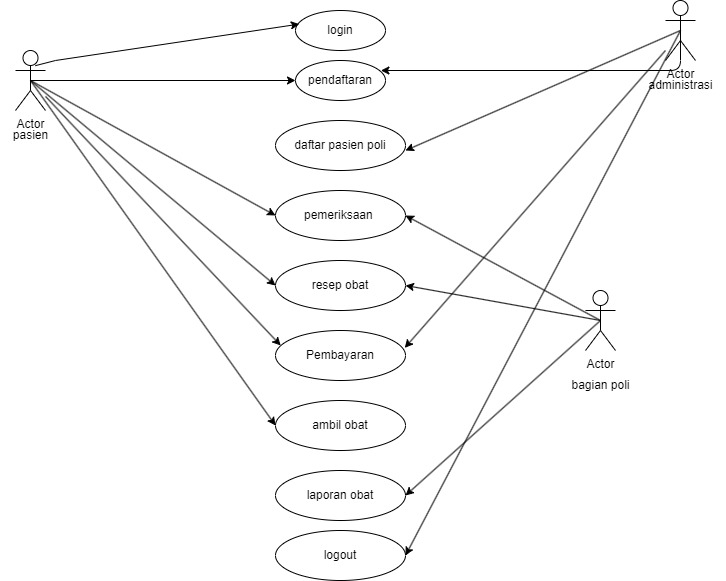 login
pendaftaran
Actor
administrasi
Actor
pasien
daftar pasien poli
pemeriksaan
resep obat
Pembayaran
Actor
bagian poli
ambil obat
laporan obat
logout